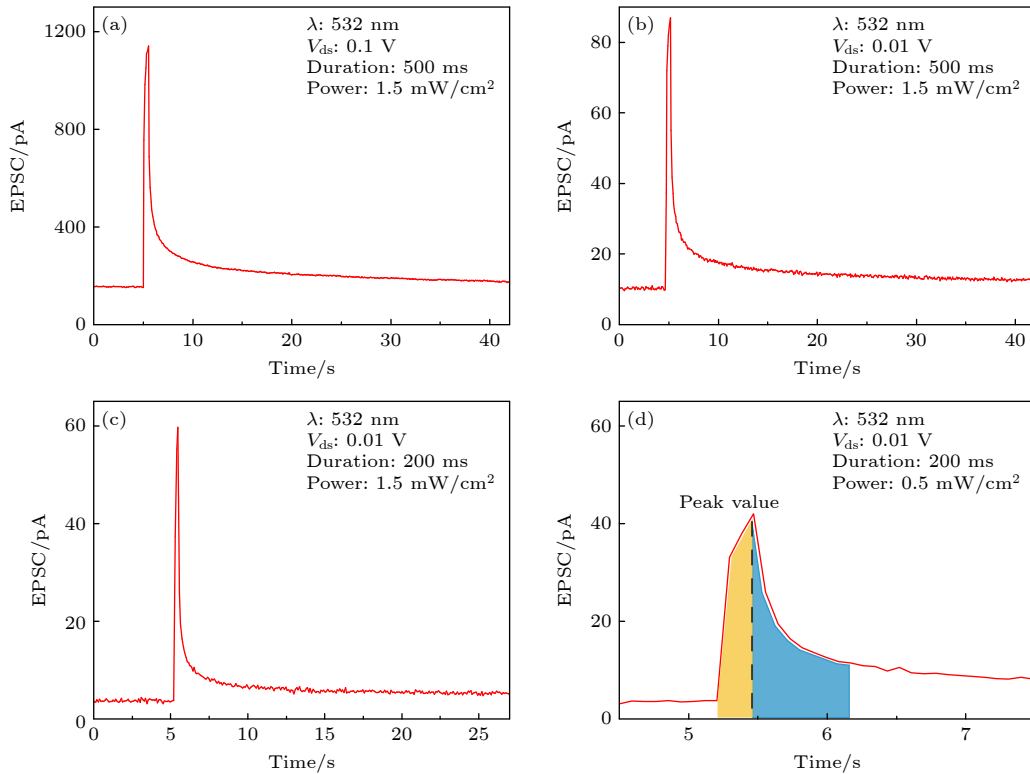 (a)
λ: 532 nm
V_ds: 0.1 V
Duration: 500 ms
Power: 1.5 mW/cm²
EPSC/pA
1200
800
400
0
0 10 20 30 40
Time/s
(b)
λ: 532 nm
V_ds: 0.01 V
Duration: 500 ms
Power: 1.5 mW/cm²
EPSC/pA
80
60
40
20
0
0 10 20 30 40
Time/s
(c)
λ: 532 nm
V_ds: 0.01 V
Duration: 200 ms
Power: 1.5 mW/cm²
EPSC/pA
60
40
20
0
0 5 10 15 20 25
Time/s
(d)
λ: 532 nm
V_ds: 0.01 V
Duration: 200 ms
Power: 0.5 mW/cm²
Peak value
EPSC/pA
60
40
20
0
5 6 7
Time/s